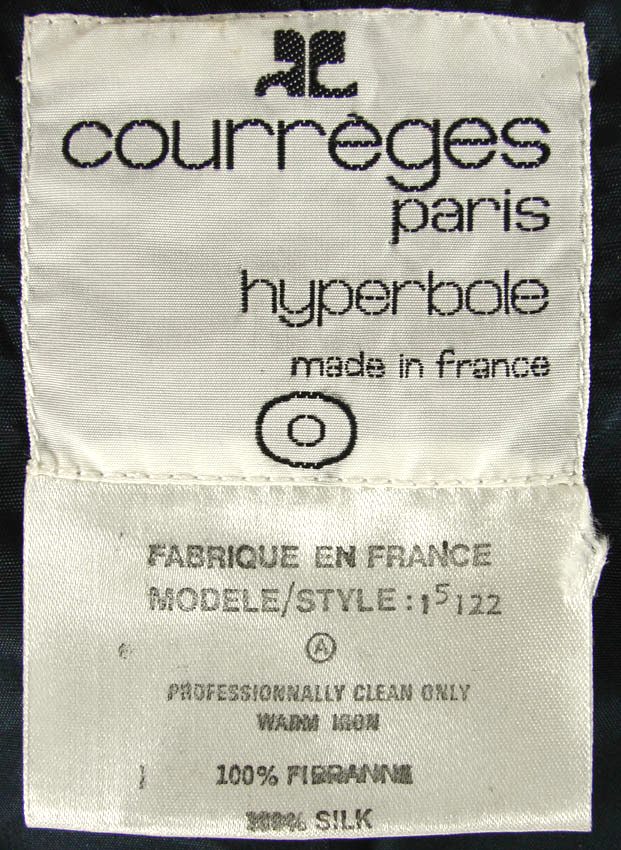 courrèges
paris
hyperbole
made in france
O
FABRIQUE EN FRANCE
MODELE/STYLE : 15122
A
PROFESSIONNALLY CLEAN ONLY
WARM IRON
100% FIBRANNE
100% SILK